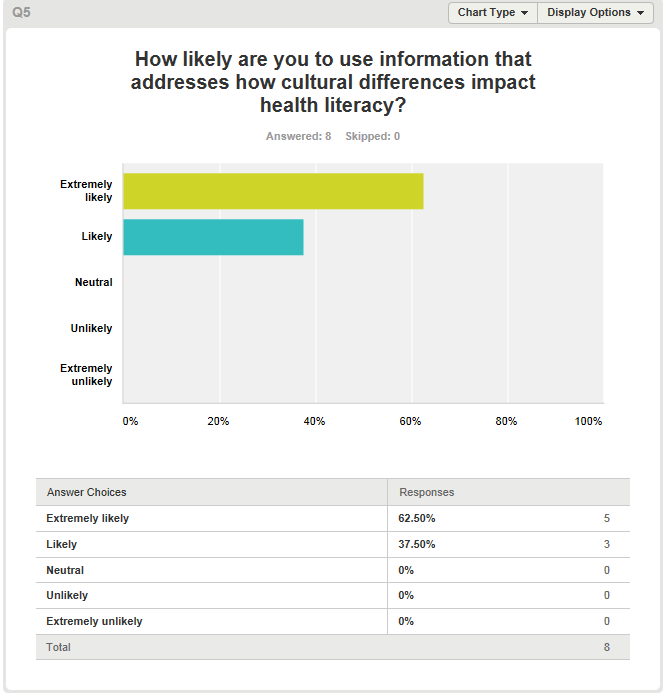 Q5
Chart Type
Display Options
How likely are you to use information that
addresses how cultural differences impact
health literacy?
Answered: 8 Skipped: 0
Extremely
likely
Likely
Neutral
Unlikely
Extremely
unlikely
0% 20% 40% 60% 80% 100%
Answer Choices Responses
Extremely likely 62.50% 5
Likely 37.50% 3
Neutral 0% 0
Unlikely 0% 0
Extremely unlikely 0% 0
Total 8